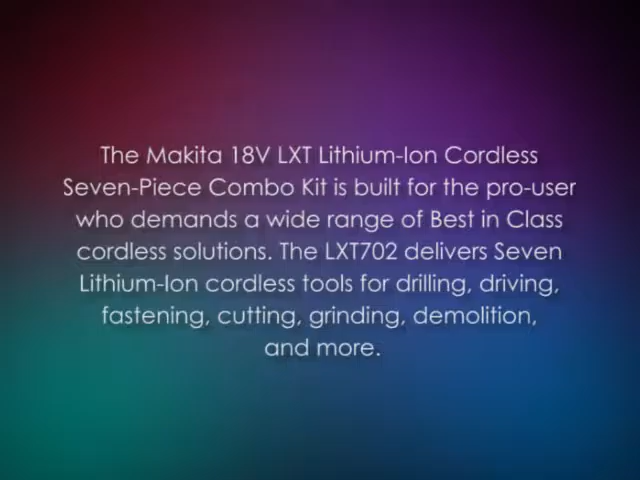 The Makita 18V LXT Lithium-Ion Cordless
Seven-Piece Combo Kit is built for the pro-user
who demands a wide range of Best in Class
cordless solutions. The LXT702 delivers Seven
Lithium-Ion cordless tools for drilling, driving,
fastening, cutting, grinding, demolition,
and more.